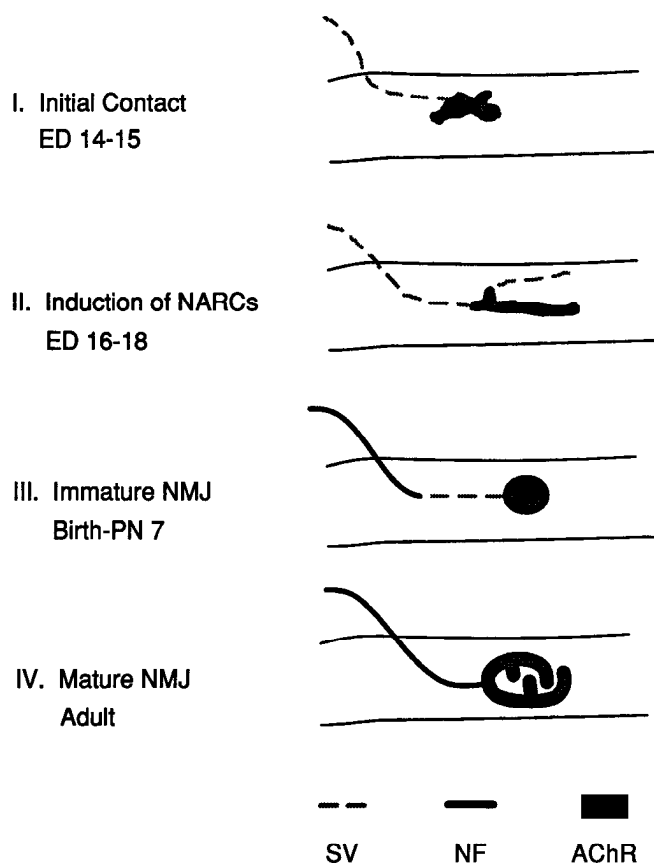 I. Initial Contact
ED 14-15
II. Induction of NARCs
ED 16-18
III. Immature NMJ
Birth-PN 7
IV. Mature NMJ
Adult
SV NF AChR